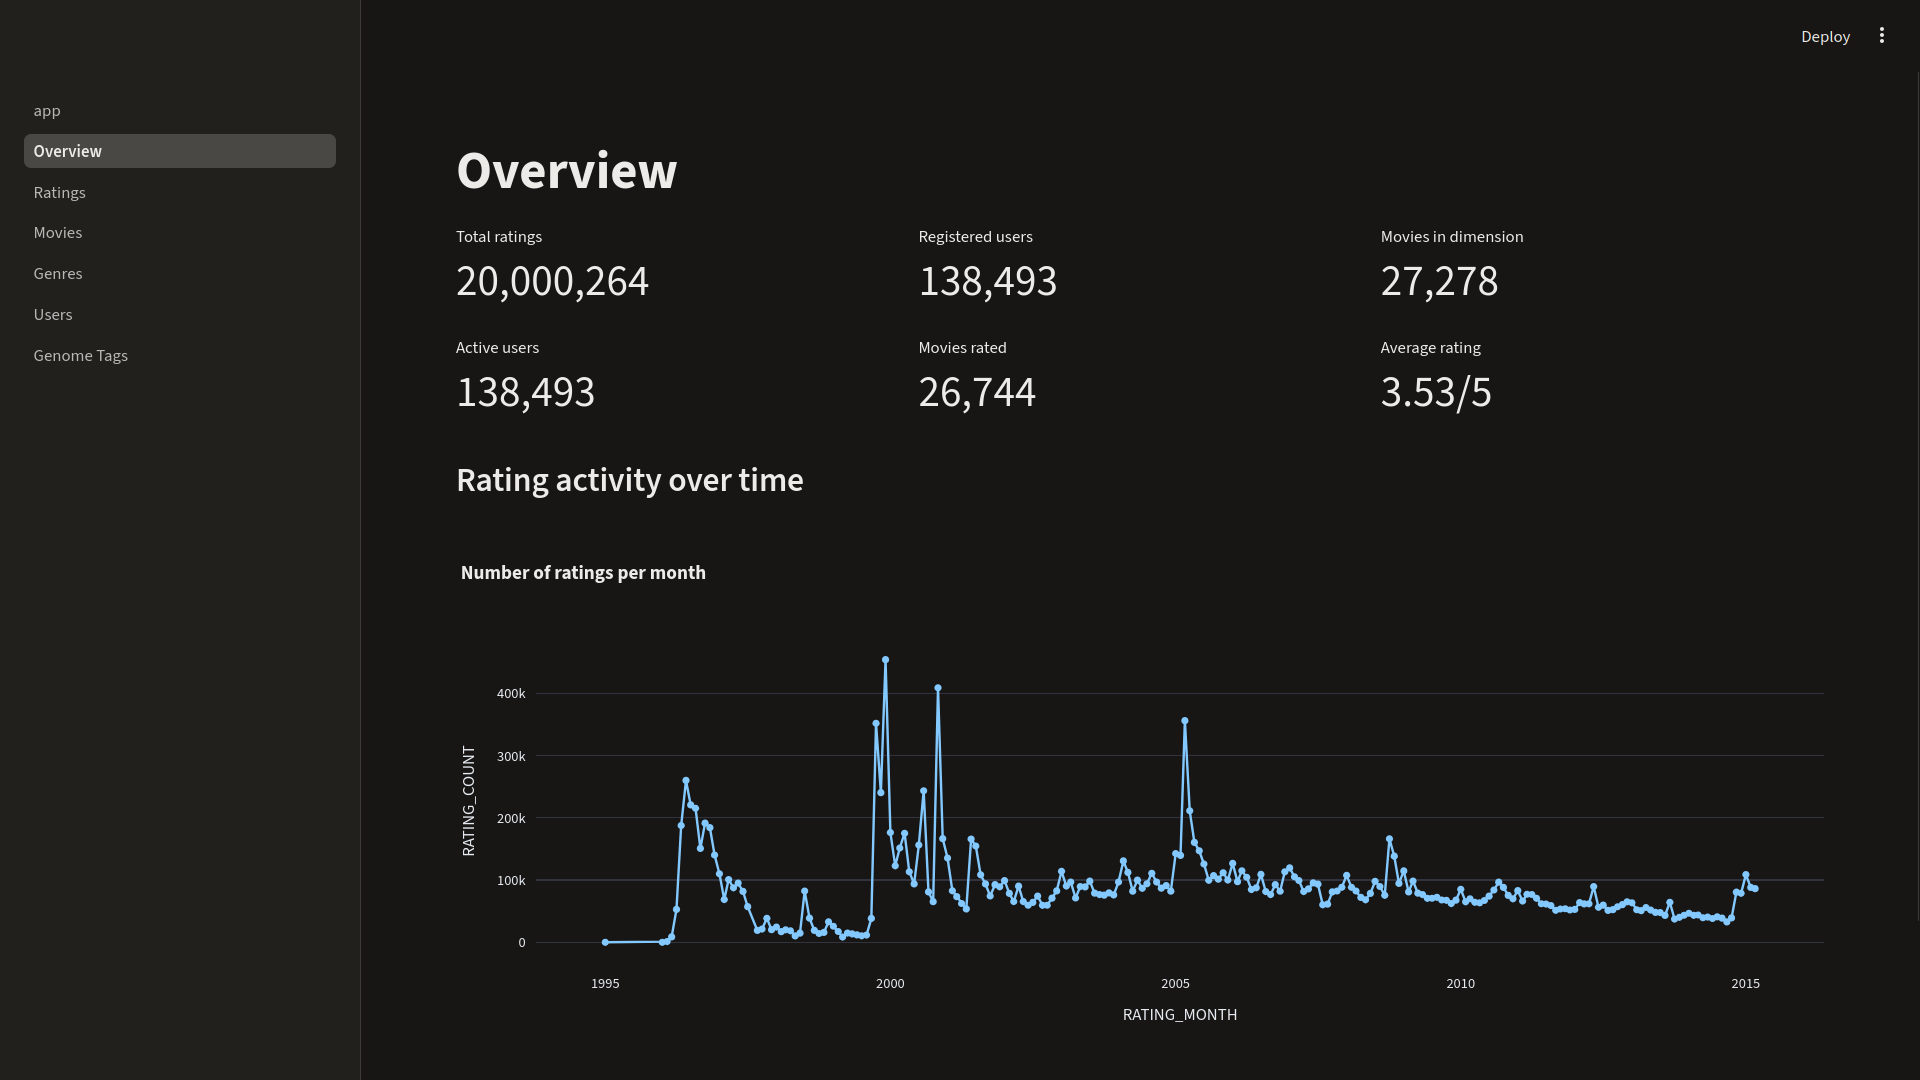 Deploy
app
Overview
Ratings
Movies
Genres
Users
Genome Tags
Overview
Total ratings
20,000,264
Registered users
138,493
Movies in dimension
27,278
Active users
138,493
Movies rated
26,744
Average rating
3.53/5
Rating activity over time
Number of ratings per month
RATING_COUNT
400k
300k
200k
100k
0
1995
2000
2005
2010
2015
RATING_MONTH